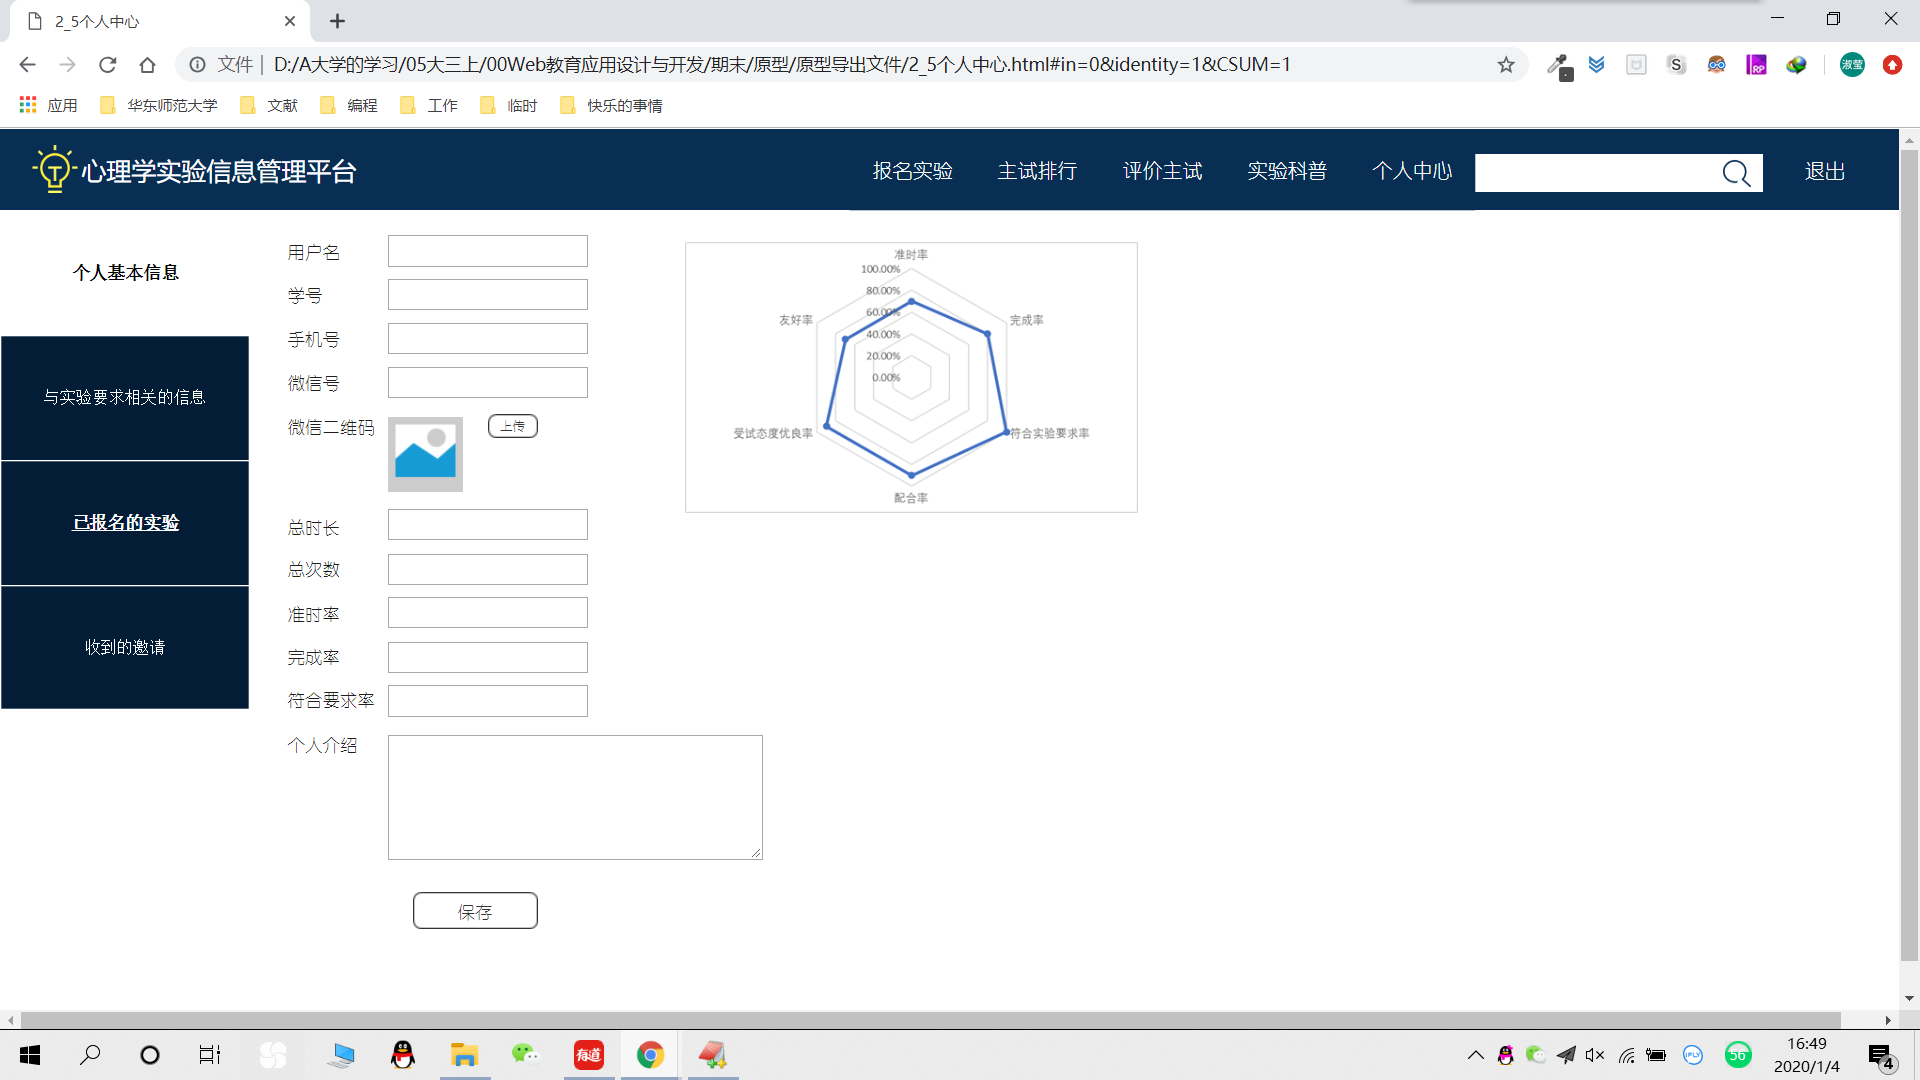 2_5个人中心
文件 | D:/A大学的学习/05大三上/00Web教育应用设计与开发/期末/原型/原型导出文件/2_5个人中心.html#in=0&identity=1&CSUM=1
S
RP
淑莹
应用 华东师范大学 文献 编程 工作 临时 快乐的事情
T 心理学实验信息管理平台
报名实验 主试排行 评价主试 实验科普 个人中心 退出
个人基本信息
与实验要求相关的信息
已报名的实验
收到的邀请
用户名
学号
手机号
微信号
微信二维码 上传
总时长
总次数
准时率
完成率
符合要求率
个人介绍
保存
准时率
100.00%
80.00%
60.00%
40.00%
20.00%
0.00%
友好率
完成率
受试态度优良率
符合实验要求率
配合率
有道
iFLY
56
16:49
2020/1/4
4